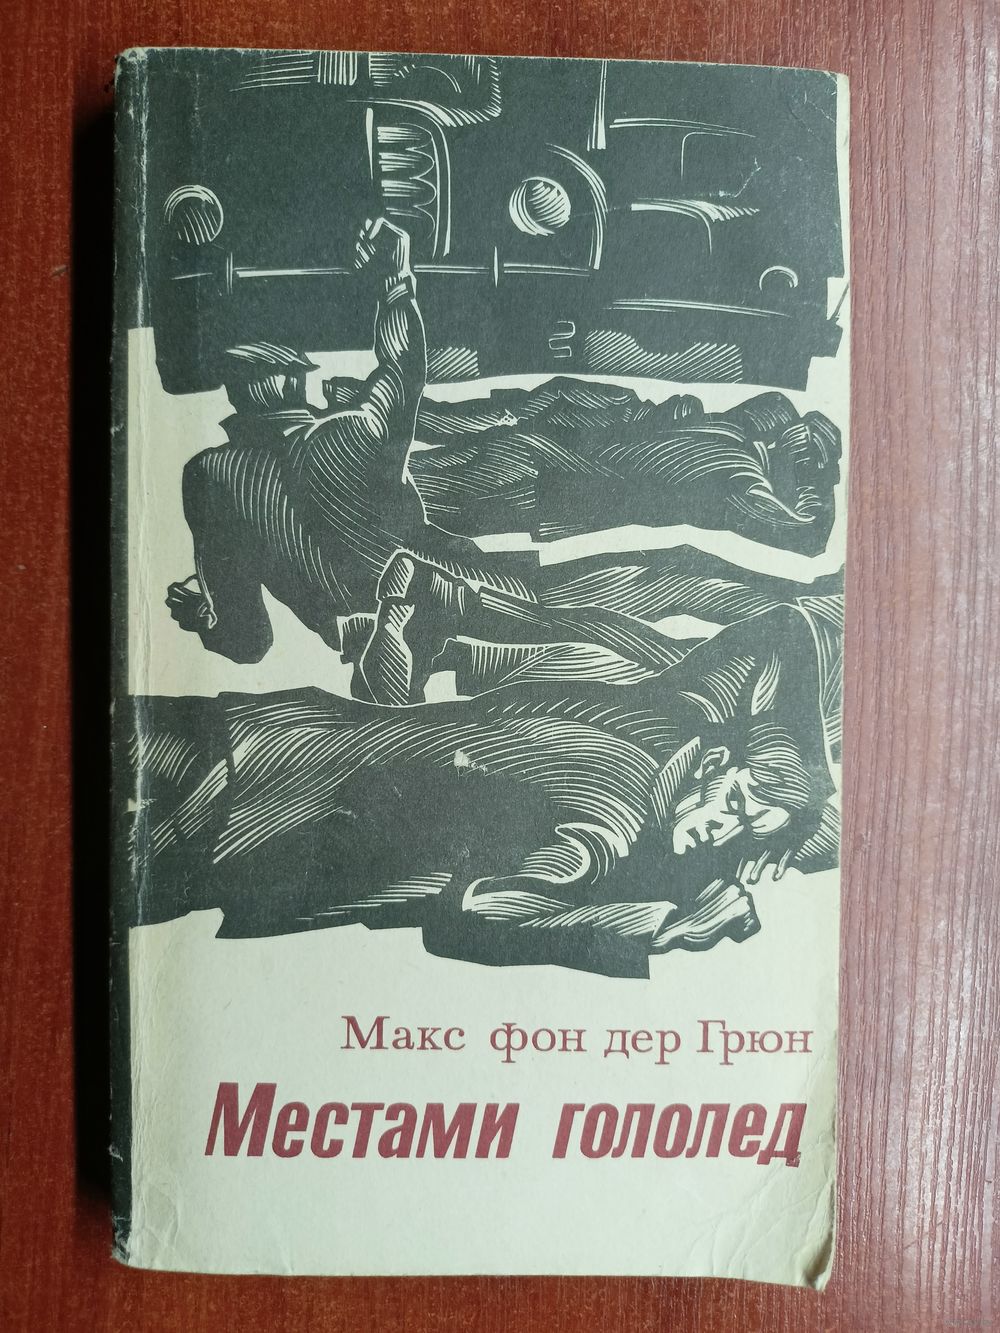 Макс фон дер Грюн
Местами гололед